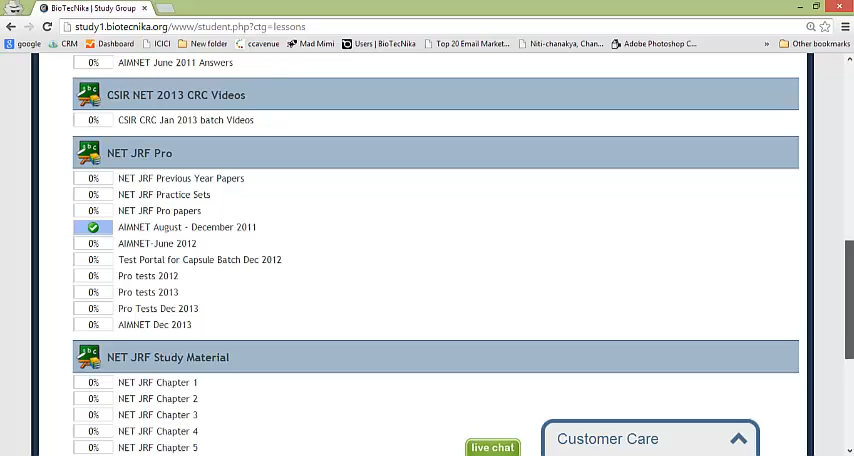 BioTecNika | Study Group
study1.biotecnika.org/www/student.php?ctg=lessons
google CRM Dashboard ICICI New folder ccavenue Mad Mimi Users | BioTecNika Top 20 Email Market... Niti-chanakya, Chan... Adobe Photoshop C... » Other bookmarks
0% AIMNET June 2011 Answers
CSIR NET 2013 CRC Videos
0% CSIR CRC Jan 2013 batch Videos
NET JRF Pro
0% NET JRF Previous Year Papers
0% NET JRF Practice Sets
0% NET JRF Pro papers
AIMNET August - December 2011
0% AIMNET-June 2012
0% Test Portal for Capsule Batch Dec 2012
0% Pro tests 2012
0% Pro tests 2013
0% Pro Tests Dec 2013
0% AIMNET Dec 2013
NET JRF Study Material
0% NET JRF Chapter 1
0% NET JRF Chapter 2
0% NET JRF Chapter 3
0% NET JRF Chapter 4
0% NET JRF Chapter 5
live chat
Customer Care